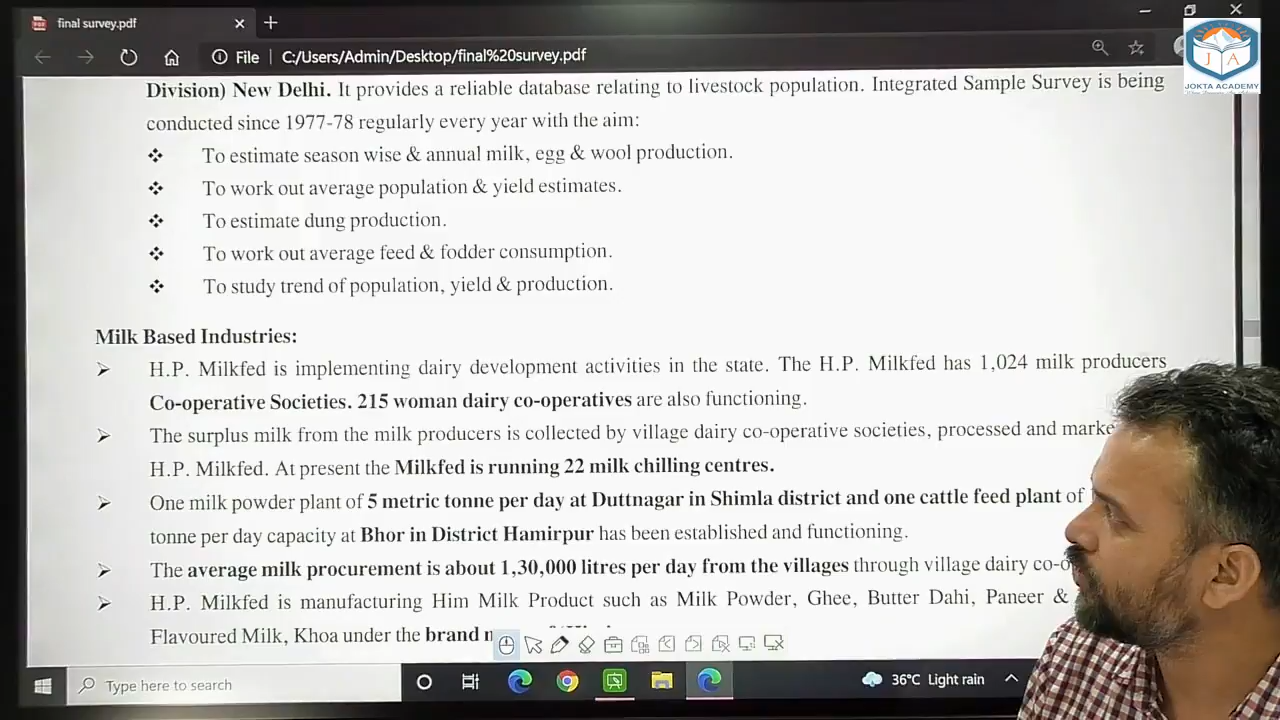 final survey.pdf
File
C:/Users/Admin/Desktop/final%20survey.pdf
J A
JOKTA ACADEMY
Division) New Delhi. It provides a reliable database relating to livestock population. Integrated Sample Survey is being
conducted since 1977-78 regularly every year with the aim:
❖ To estimate season wise & annual milk, egg & wool production.
❖ To work out average population & yield estimates.
❖ To estimate dung production.
❖ To work out average feed & fodder consumption.
❖ To study trend of population, yield & production.
Milk Based Industries:
➢ H.P. Milkfed is implementing dairy development activities in the state. The H.P. Milkfed has 1,024 milk producers
Co-operative Societies. 215 woman dairy co-operatives are also functioning.
➢ The surplus milk from the milk producers is collected by village dairy co-operative societies, processed and marke
H.P. Milkfed. At present the Milkfed is running 22 milk chilling centres.
➢ One milk powder plant of 5 metric tonne per day at Duttnagar in Shimla district and one cattle feed plant of
tonne per day capacity at Bhor in District Hamirpur has been established and functioning.
➢ The average milk procurement is about 1,30,000 litres per day from the villages through village dairy co-o
➢ H.P. Milkfed is manufacturing Him Milk Product such as Milk Powder, Ghee, Butter Dahi, Paneer &
Flavoured Milk, Khoa under the brand
Type here to search
36°C Light rain